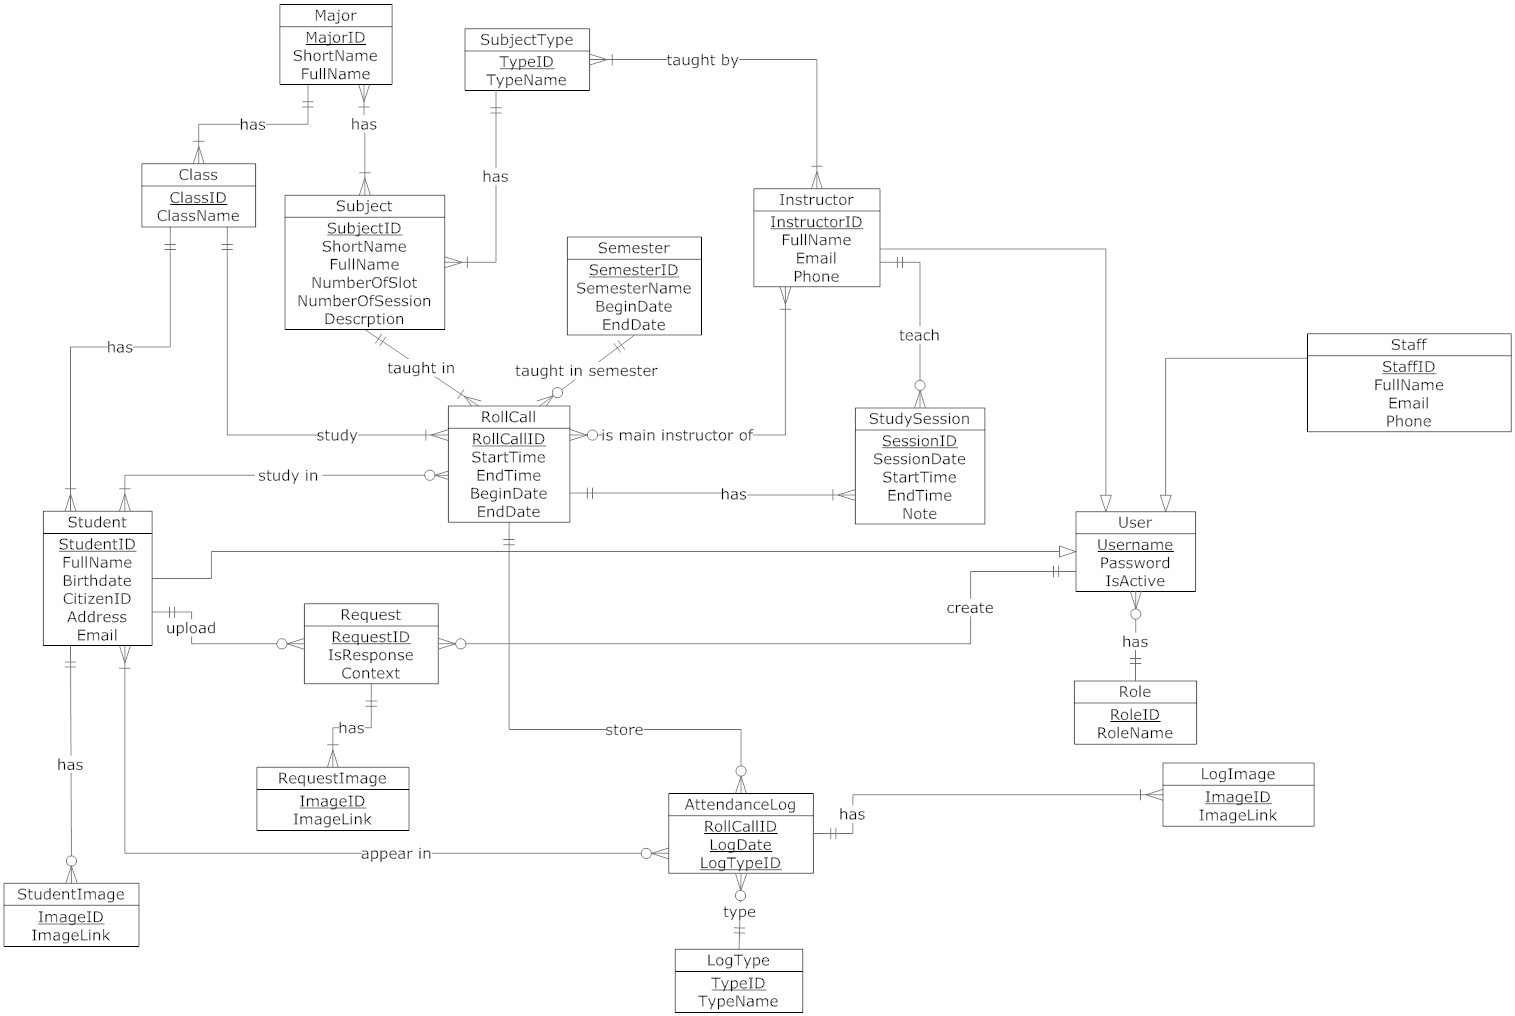 Major
MajorID
ShortName
FullName
SubjectType
TypeID
TypeName
taught by
has
has
has
Class
ClassID
ClassName
Subject
SubjectID
ShortName
FullName
NumberOfSlot
NumberOfSession
Descrption
Instructor
InstructorID
FullName
Email
Phone
Semester
SemesterID
SemesterName
BeginDate
EndDate
teach
has
taught in
taught in semester
Staff
StaffID
FullName
Email
Phone
RollCall
RollCallID
StartTime
EndTime
BeginDate
EndDate
study
is main instructor of
StudySession
SessionID
SessionDate
StartTime
EndTime
Note
study in
has
Student
StudentID
FullName
Birthdate
CitizenID
Address
Email
User
Username
Password
IsActive
create
upload
Request
RequestID
IsResponse
Context
has
Role
RoleID
RoleName
has
store
has
RequestImage
ImageID
ImageLink
AttendanceLog
RollCallID
LogDate
LogTypeID
has
LogImage
ImageID
ImageLink
appear in
StudentImage
ImageID
ImageLink
type
LogType
TypeID
TypeName